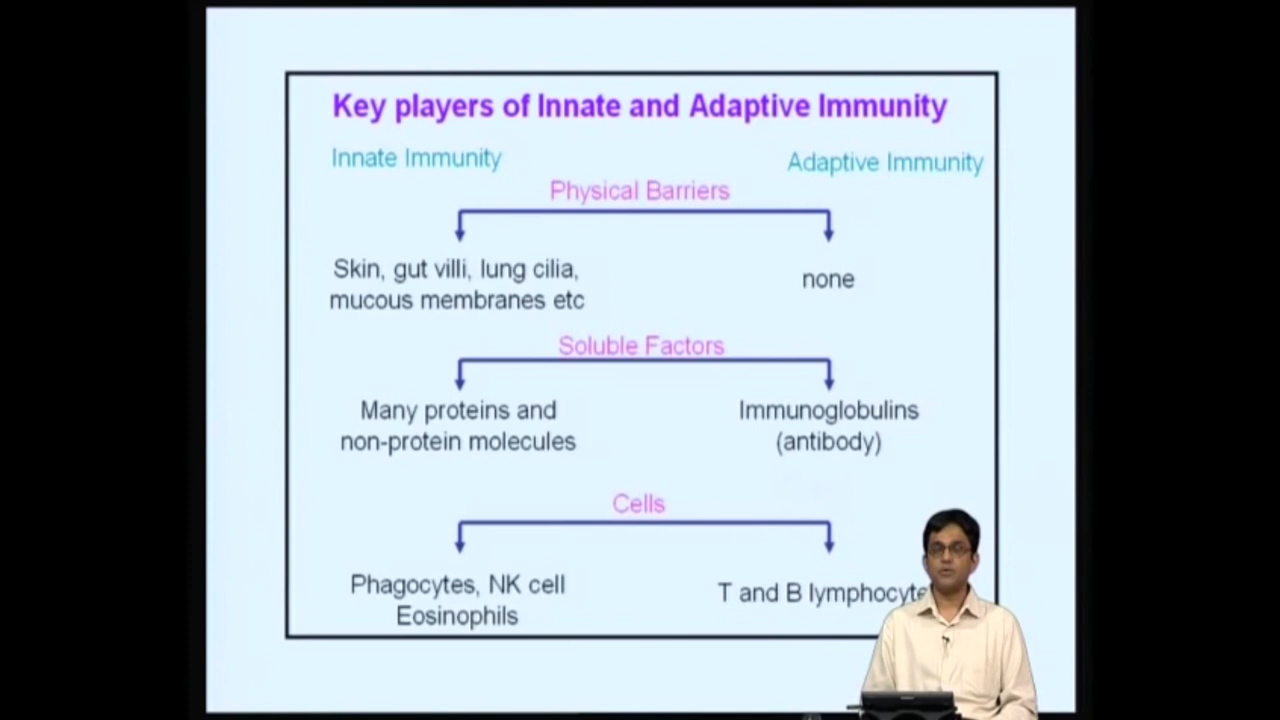 Key players of Innate and Adaptive Immunity
Innate Immunity
Adaptive Immunity
Physical Barriers
Skin, gut villi, lung cilia,
mucous membranes etc
none
Soluble Factors
Many proteins and
non-protein molecules
Immunoglobulins
(antibody)
Cells
Phagocytes, NK cell
Eosinophils
T and B